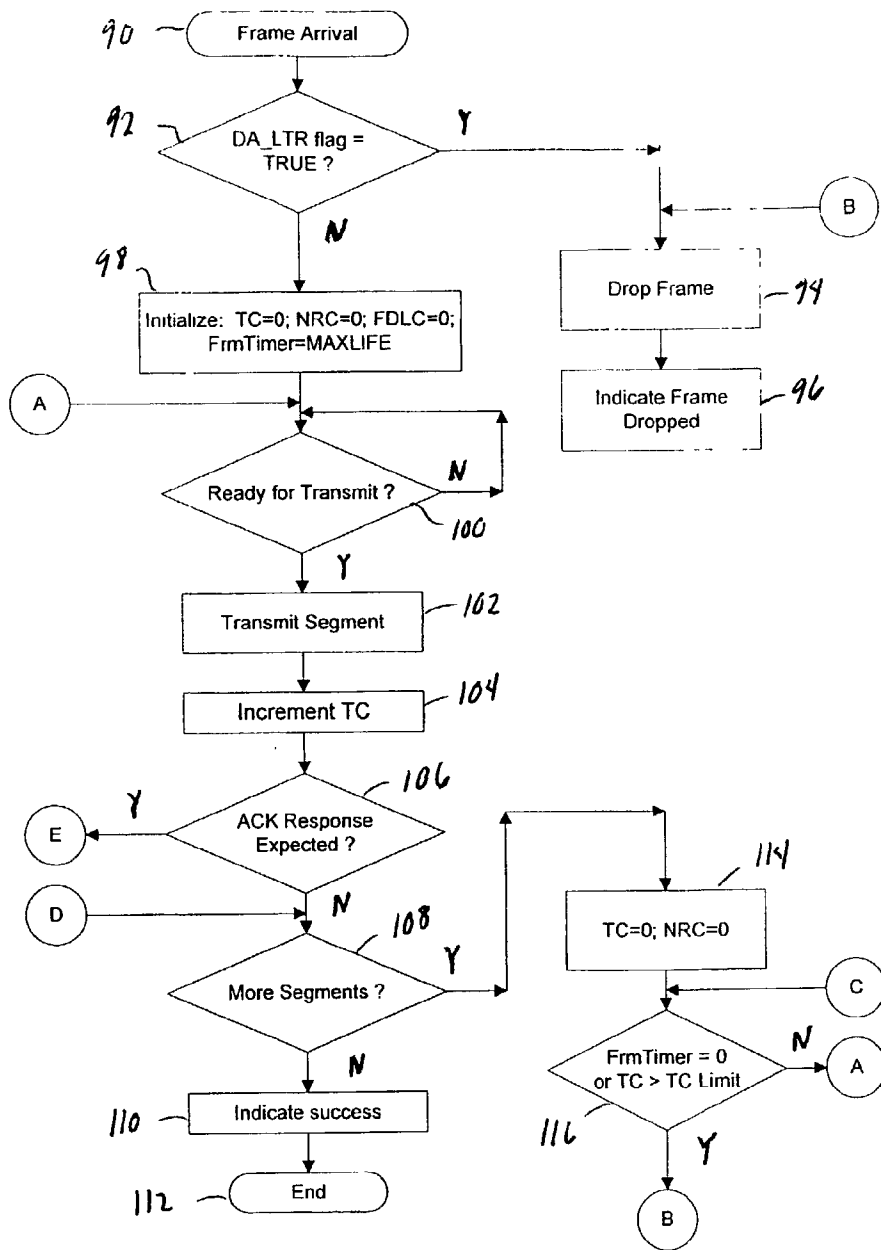 90
Frame Arrival
92
DA_LTR flag =
TRUE ?
Y
N
B
98
Initialize: TC=0; NRC=0; FDLC=0;
FrmTimer=MAXLIFE
Drop Frame
94
Indicate Frame
Dropped
96
A
Ready for Transmit ?
N
100
Y
Transmit Segment
102
Increment TC
104
106
Y
E
ACK Response
Expected ?
N
D
108
More Segments ?
Y
N
114
TC=0; NRC=0
C
FrmTimer = 0
or TC > TC Limit
N
A
116
Y
B
110
Indicate success
112
End